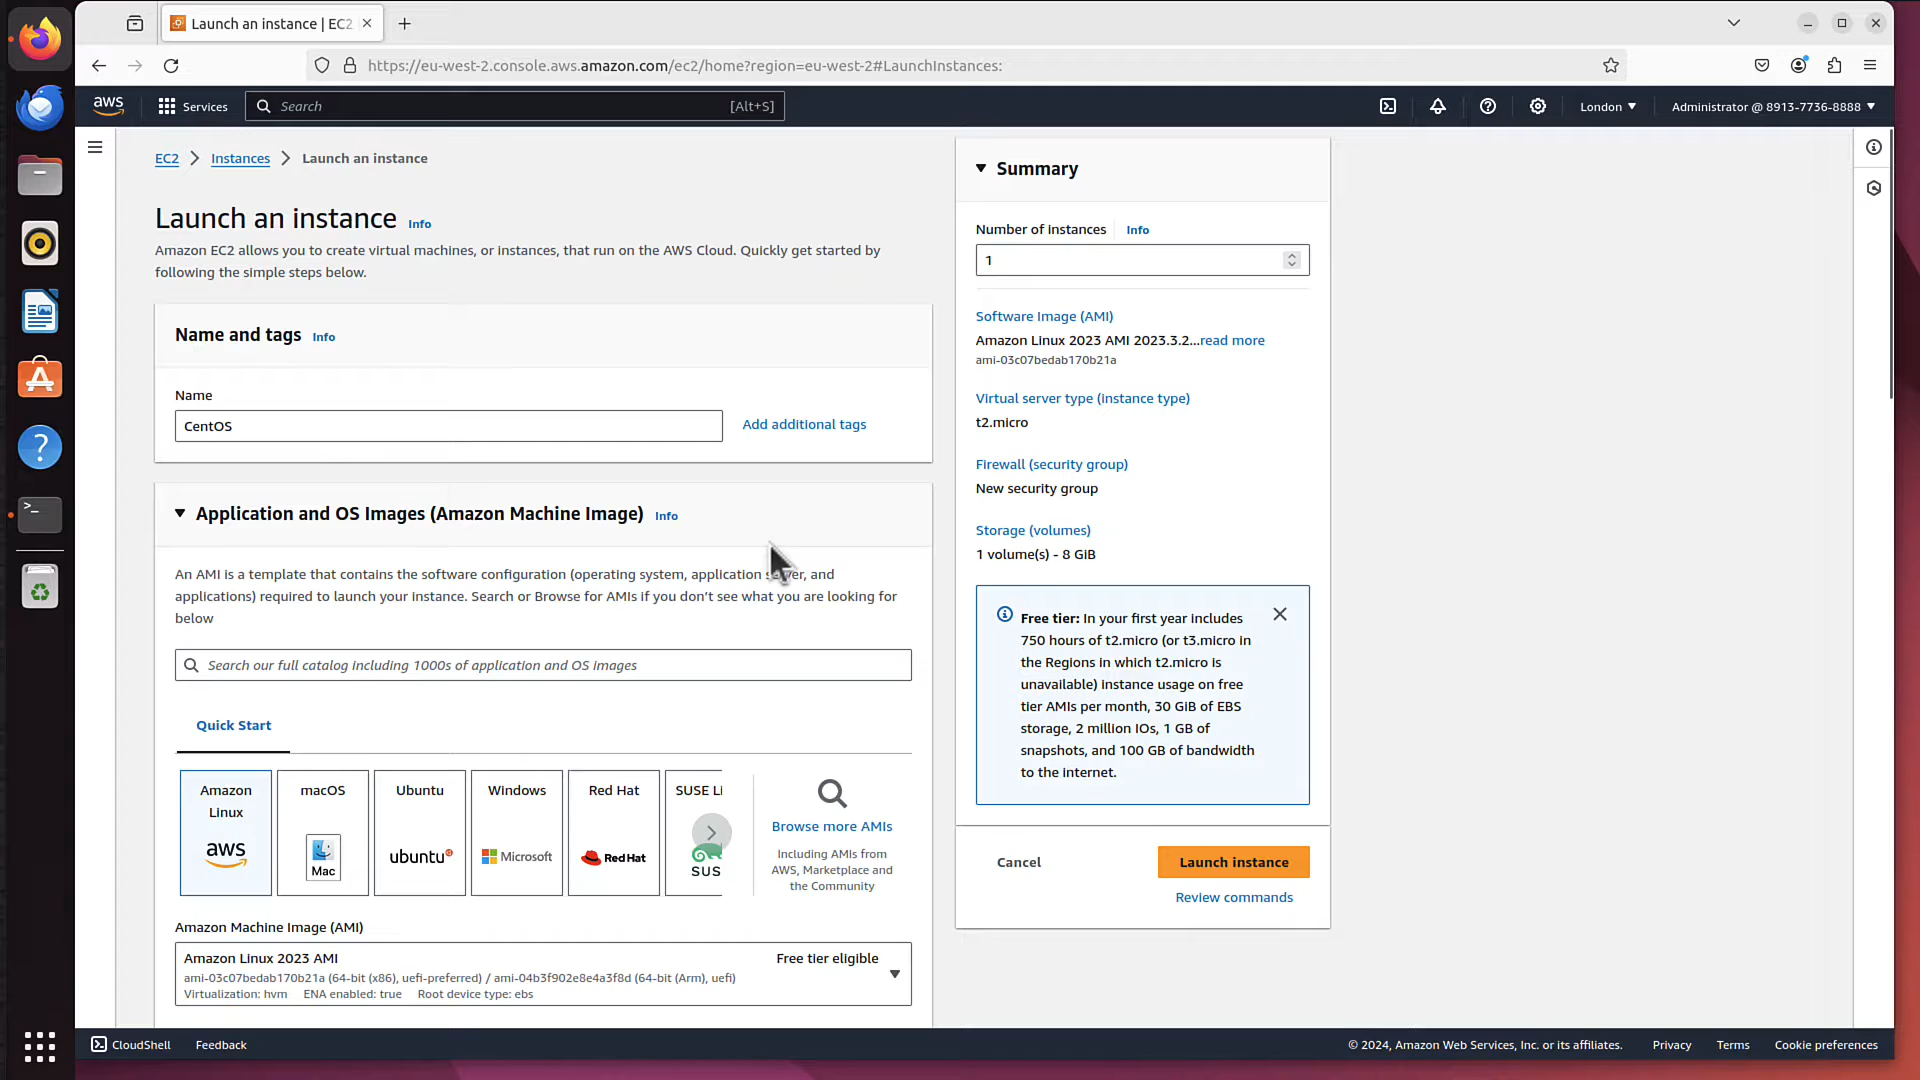 Launch an instance | EC2
https://eu-west-2.console.aws.amazon.com/ec2/home?region=eu-west-2#LaunchInstances:
aws
Services
Search
[Alt+S]
London
Administrator @ 8913-7736-8888
EC2
Instances
Launch an instance
Launch an instance
Info
Amazon EC2 allows you to create virtual machines, or instances, that run on the AWS Cloud. Quickly get started by
following the simple steps below.
Name and tags
Info
Name
CentOS
Add additional tags
Application and OS Images (Amazon Machine Image)
Info
An AMI is a template that contains the software configuration (operating system, application server, and
applications) required to launch your instance. Search or Browse for AMIs if you don't see what you are looking for
below
Search our full catalog including 1000s of application and OS images
Quick Start
Amazon
Linux
aws
macOS
Mac
Ubuntu
ubuntu
Windows
Microsoft
Red Hat
Red Hat
SUSE Li
SUS
Browse more AMIs
Including AMIs from
AWS, Marketplace and
the Community
Amazon Machine Image (AMI)
Amazon Linux 2023 AMI
Free tier eligible
ami-03c07bedab170b21a (64-bit (x86), uefi-preferred) / ami-04b3f902e8e4a3f8d (64-bit (Arm), uefi)
Virtualization: hvm ENA enabled: true Root device type: ebs
Summary
Number of instances
Info
1
Software Image (AMI)
Amazon Linux 2023 AMI 2023.3.2...read more
ami-03c07bedab170b21a
Virtual server type (instance type)
t2.micro
Firewall (security group)
New security group
Storage (volumes)
1 volume(s) - 8 GiB
Free tier: In your first year includes
750 hours of t2.micro (or t3.micro in
the Regions in which t2.micro is
unavailable) instance usage on free
tier AMIs per month, 30 GiB of EBS
storage, 2 million IOs, 1 GB of
snapshots, and 100 GB of bandwidth
to the internet.
Cancel
Launch instance
Review commands
CloudShell
Feedback
© 2024, Amazon Web Services, Inc. or its affiliates.
Privacy
Terms
Cookie preferences